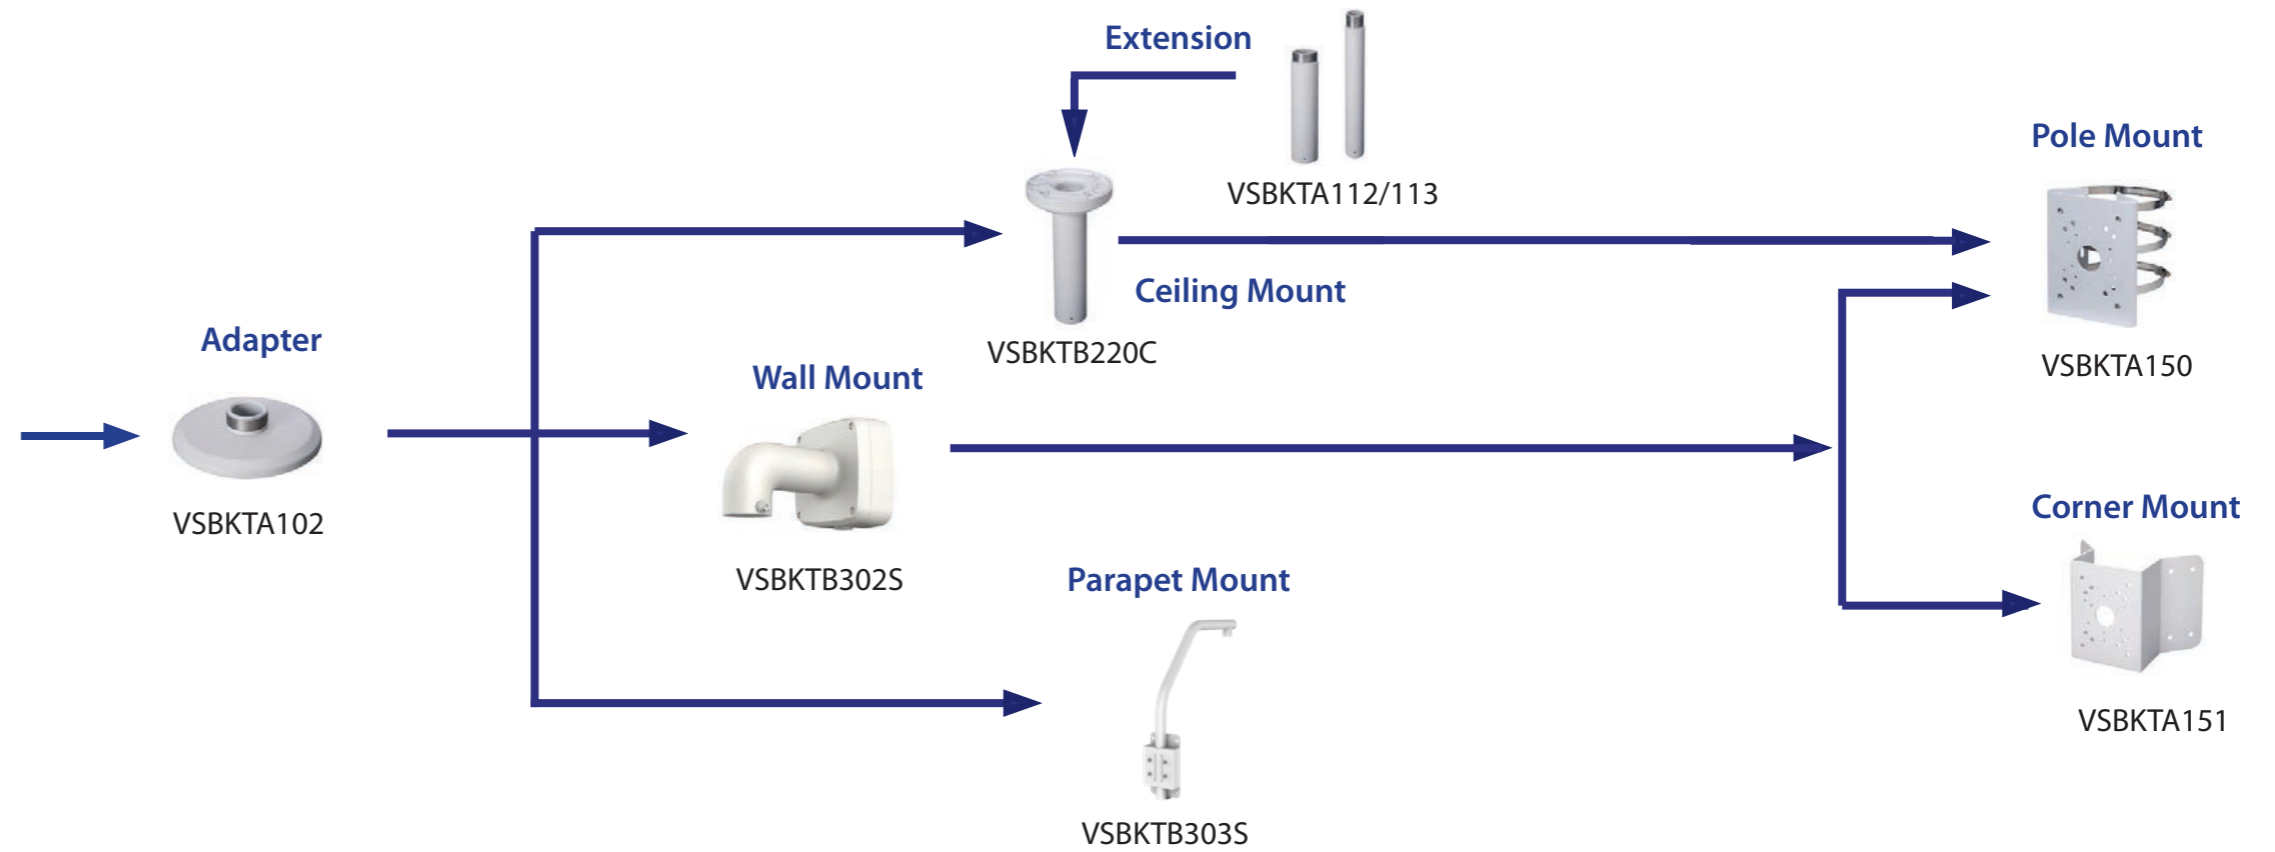 Extension
VSBKTA112/113
Pole Mount
Ceiling Mount
VSBKTB220C
VSBKTA150
Adapter
VSBKTA102
Wall Mount
VSBKTB302S
Parapet Mount
VSBKTB303S
Corner Mount
VSBKTA151